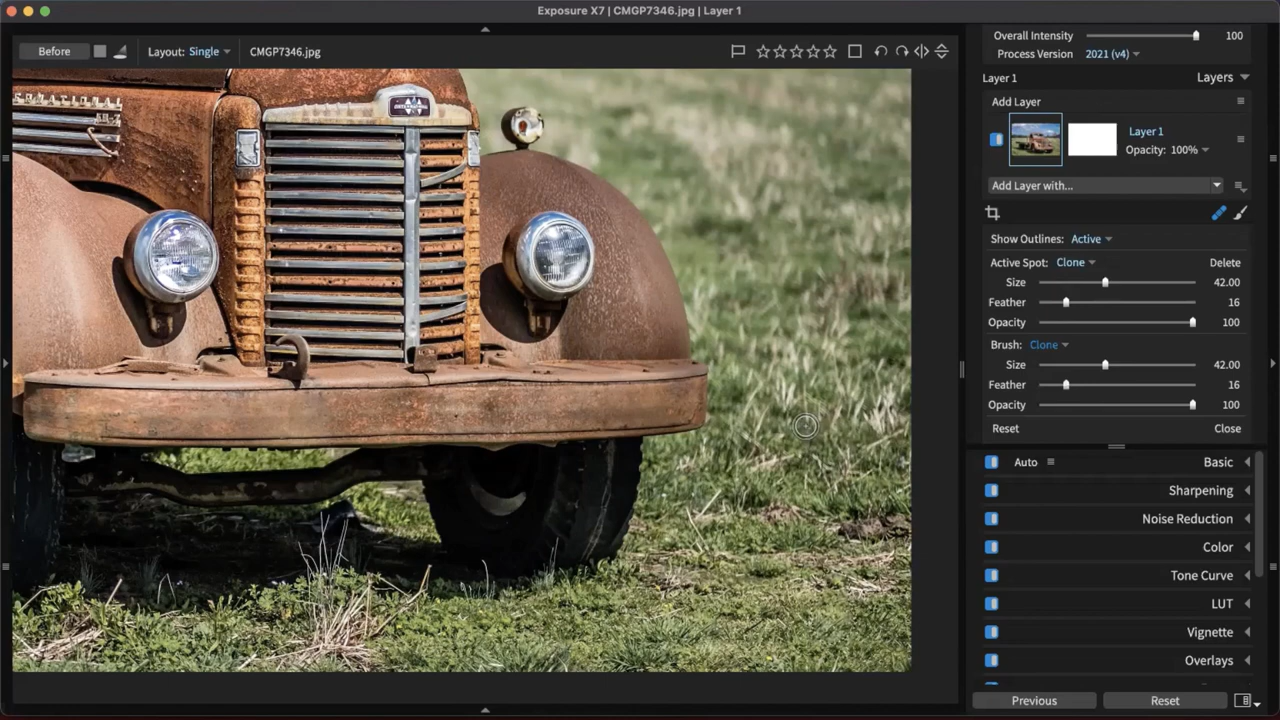 Exposure X7 | CMGP7346.jpg | Layer 1
Before
Layout: Single
CMGP7346.jpg
Overall Intensity 100
Process Version 2021 (v4)
Layer 1 Layers
Add Layer
Layer 1
Opacity: 100%
Add Layer with...
Show Outlines: Active
Active Spot: Clone Delete
Size 42.00
Feather 16
Opacity 100
Brush: Clone
Size 42.00
Feather 16
Opacity 100
Reset Close
Auto Basic
Sharpening
Noise Reduction
Color
Tone Curve
LUT
Vignette
Overlays
Previous Reset